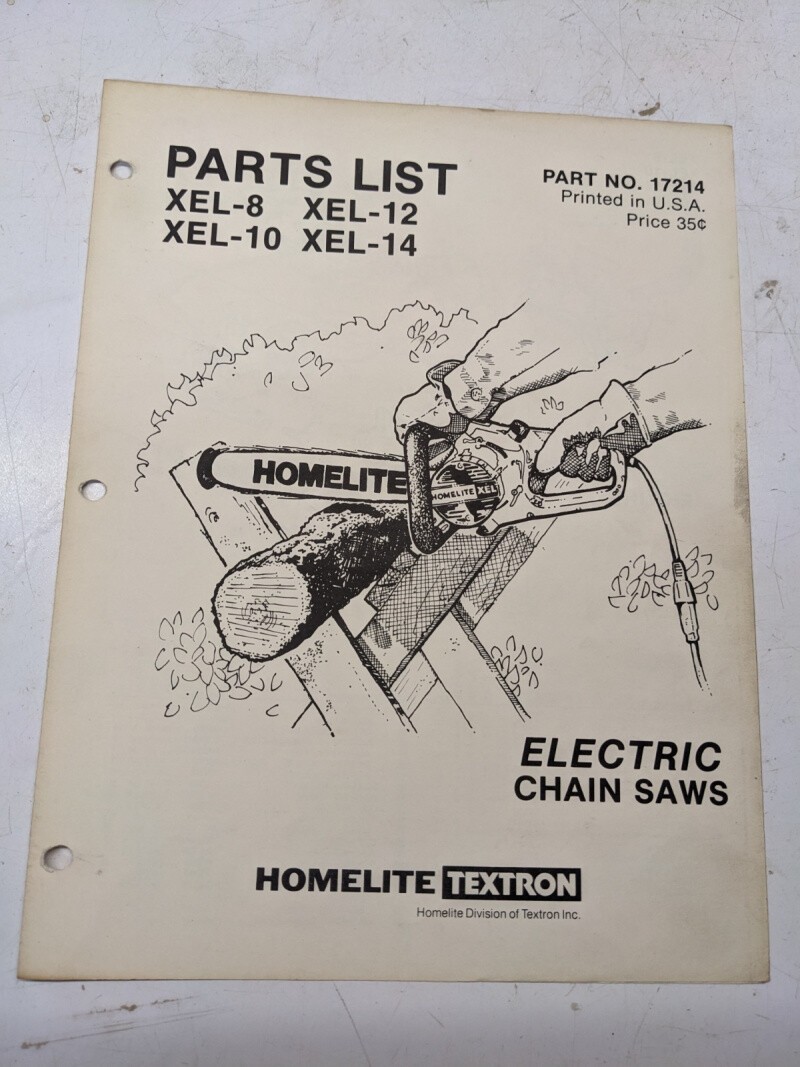 PARTS LIST
XEL-8 XEL-12
XEL-10 XEL-14
PART NO. 17214
Printed in U.S.A.
Price 35¢
HOMELITE
HOMELITE XEL
ELECTRIC
CHAIN SAWS
HOMELITE TEXTRON
Homelite Division of Textron Inc.